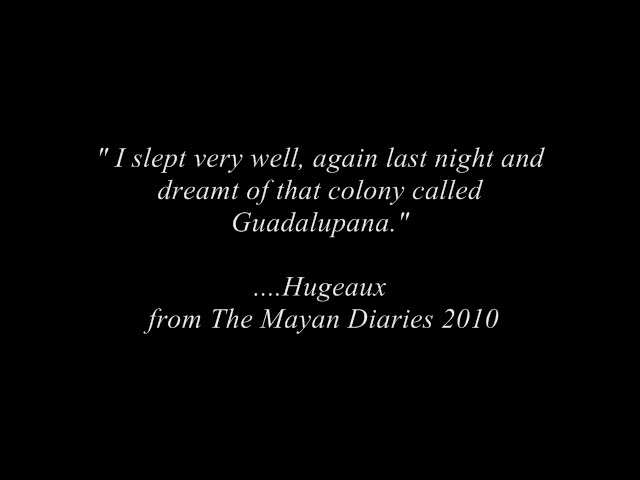 " I slept very well, again last night and
dreamt of that colony called
Guadalupana."
....Hugeaux
from The Mayan Diaries 2010